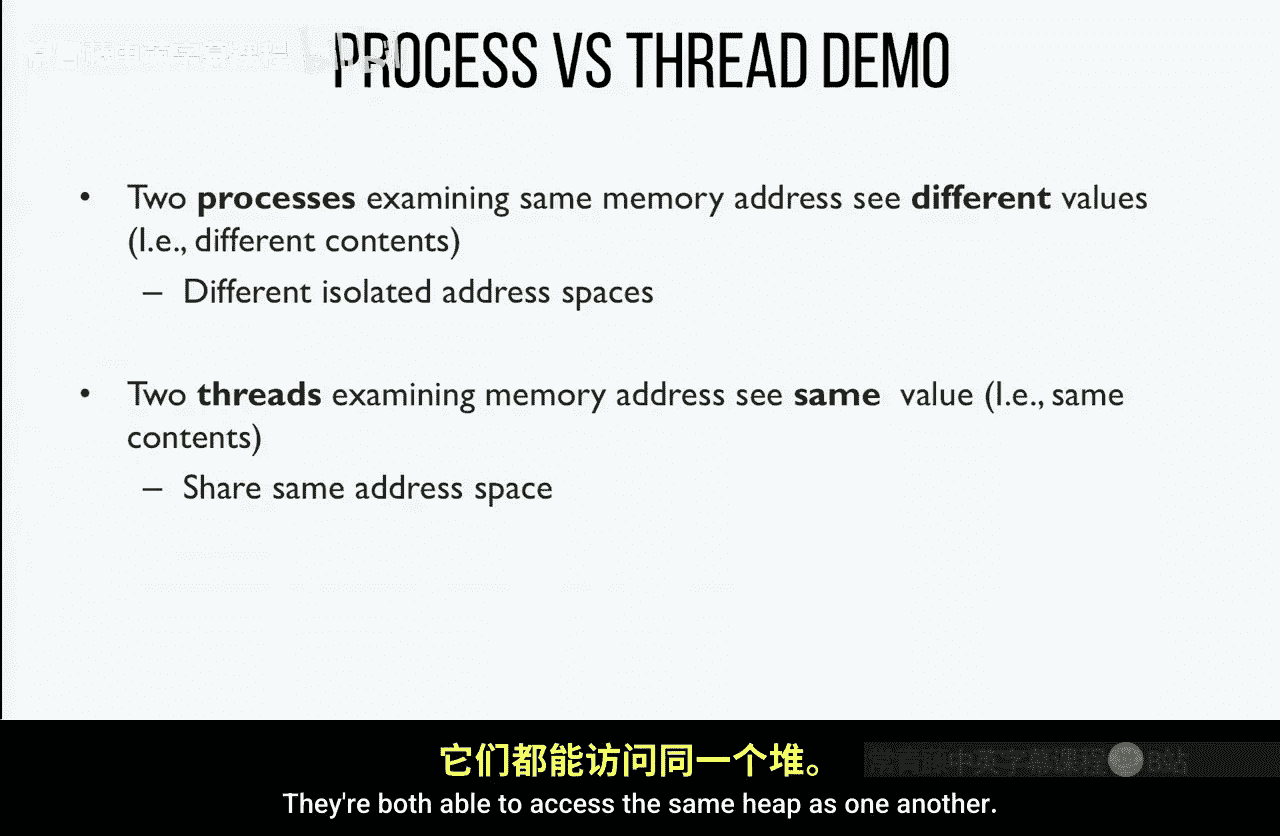 PROCESS VS THREAD DEMO
• Two processes examining same memory address see different values
(I.e., different contents)
– Different isolated address spaces
• Two threads examining memory address see same value (I.e., same
contents)
– Share same address space
它们都能访问同一个堆。
They're both able to access the same heap as one another.